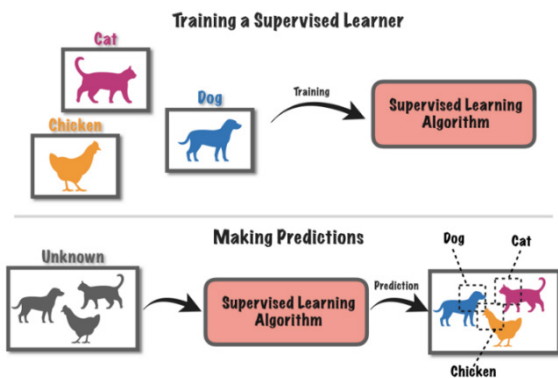 Training a Supervised Learner
Cat
Dog
Chicken
Training
Supervised Learning
Algorithm
Making Predictions
Unknown
Supervised Learning
Algorithm
Prediction
Dog
Cat
Chicken